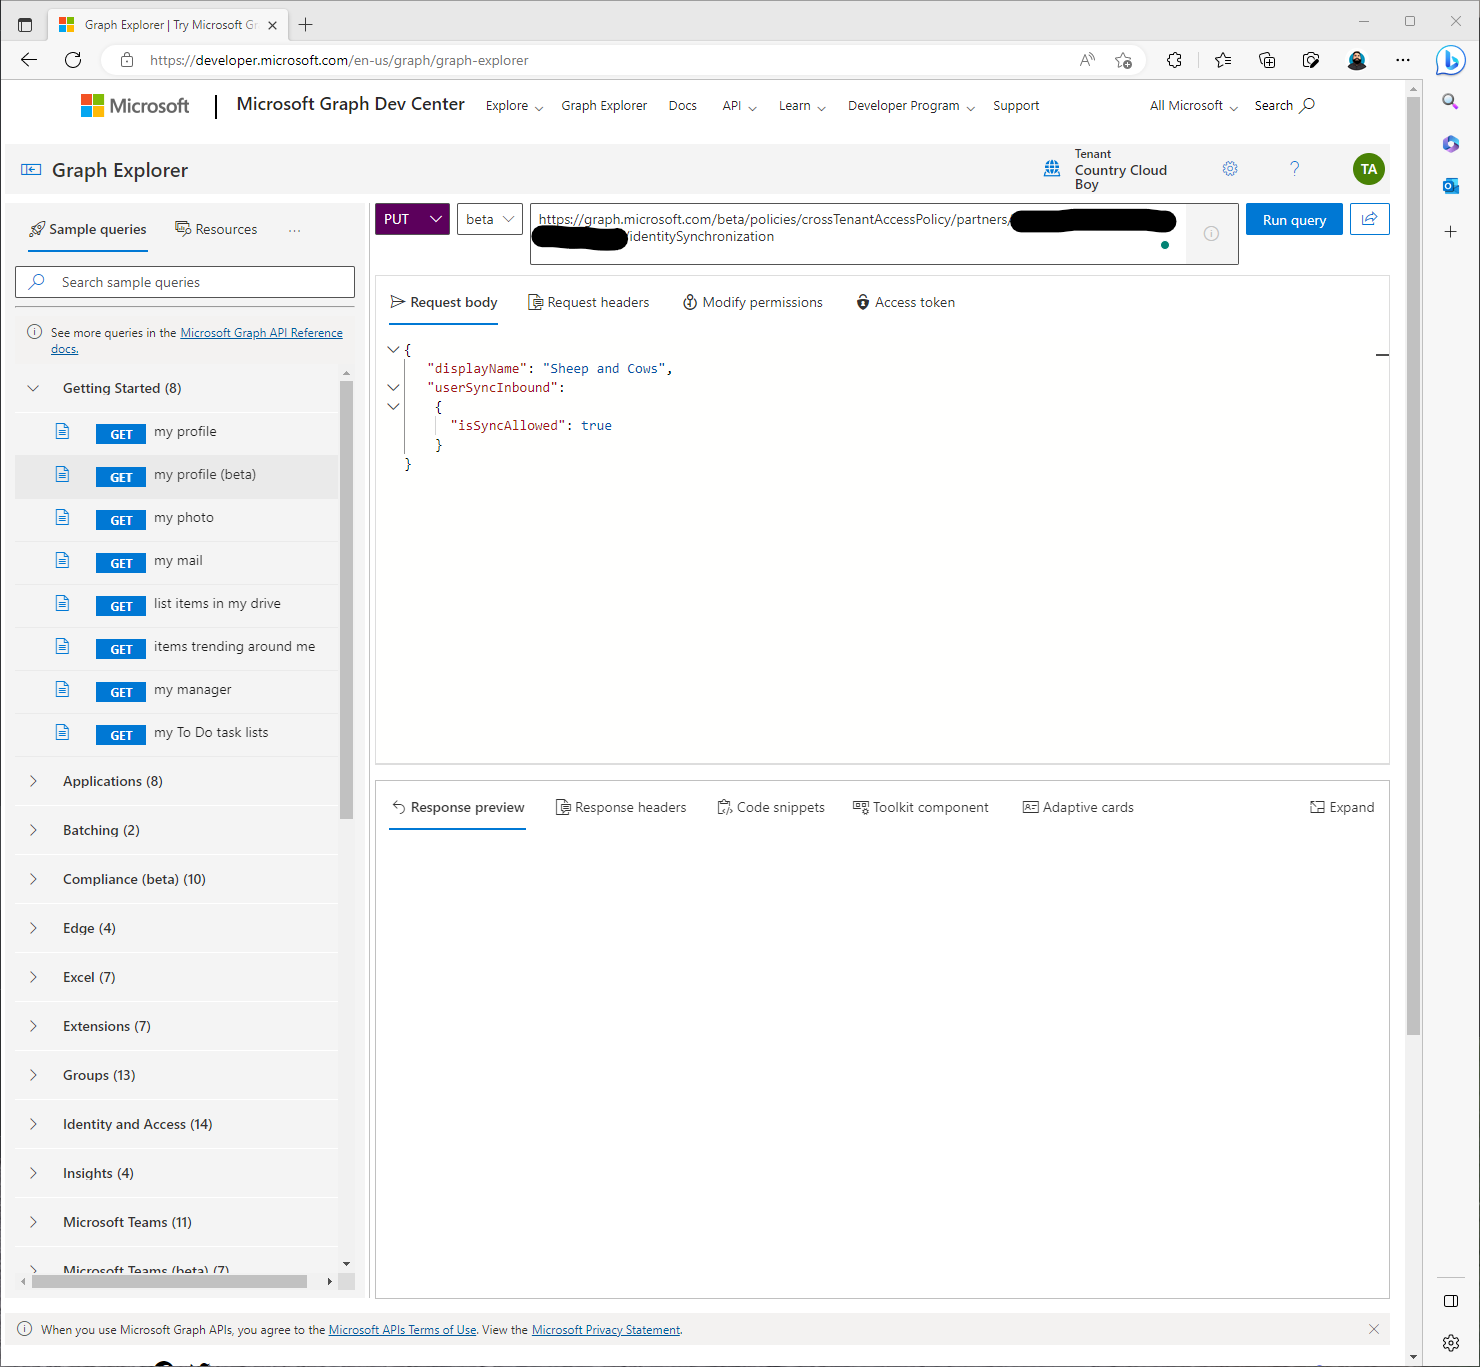 Graph Explorer | Try Microsoft Gr
https://developer.microsoft.com/en-us/graph/graph-explorer
Microsoft
Microsoft Graph Dev Center
Explore
Graph Explorer
Docs
API
Learn
Developer Program
Support
All Microsoft
Search
Graph Explorer
Tenant
Country Cloud
Boy
TA
Sample queries
Resources
Search sample queries
See more queries in the Microsoft Graph API Reference
docs.
Getting Started (8)
GET my profile
GET my profile (beta)
GET my photo
GET my mail
GET list items in my drive
GET items trending around me
GET my manager
GET my To Do task lists
Applications (8)
Batching (2)
Compliance (beta) (10)
Edge (4)
Excel (7)
Extensions (7)
Groups (13)
Identity and Access (14)
Insights (4)
Microsoft Teams (11)
Microsoft Teams (beta) (7)
PUT
beta
https://graph.microsoft.com/beta/policies/crossTenantAccessPolicy/partners/
/identitySynchronization
Run query
Request body
Request headers
Modify permissions
Access token
{
"displayName": "Sheep and Cows",
"userSyncInbound":
{
"isSyncAllowed": true
}
}
Response preview
Response headers
Code snippets
Toolkit component
Adaptive cards
Expand
When you use Microsoft Graph APIs, you agree to the Microsoft APIs Terms of Use. View the Microsoft Privacy Statement.